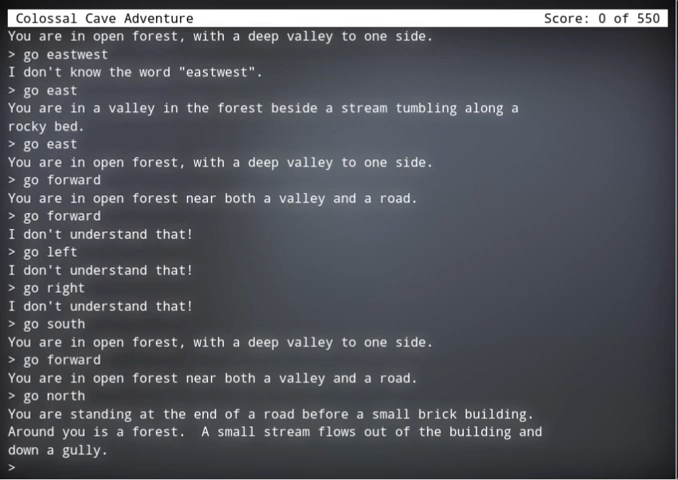 Colossal Cave Adventure Score: 0 of 550
You are in open forest, with a deep valley to one side.
> go eastwest
I don't know the word "eastwest".
> go east
You are in a valley in the forest beside a stream tumbling along a
rocky bed.
> go east
You are in open forest, with a deep valley to one side.
> go forward
You are in open forest near both a valley and a road.
> go forward
I don't understand that!
> go left
I don't understand that!
> go right
I don't understand that!
> go south
You are in open forest, with a deep valley to one side.
> go forward
You are in open forest near both a valley and a road.
> go north
You are standing at the end of a road before a small brick building.
Around you is a forest.  A small stream flows out of the building and
down a gully.
>